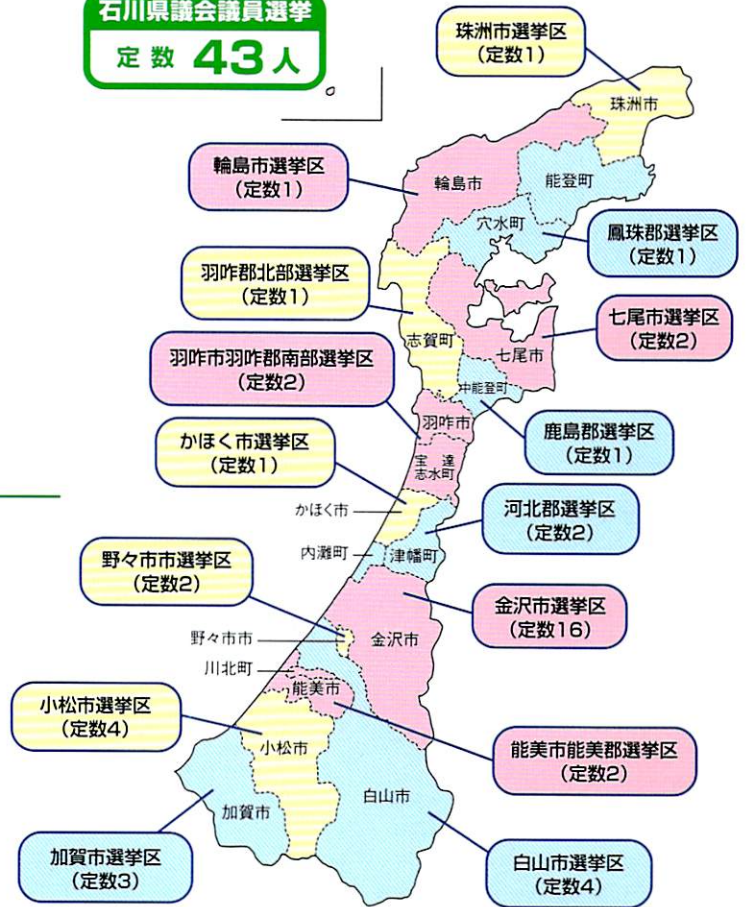 石川県議会議員選挙
定数 43人
珠洲市選挙区
(定数1)
珠洲市
輪島市選挙区
(定数1)
輪島市
能登町
穴水町
鳳珠郡選挙区
(定数1)
羽咋郡北部選挙区
(定数1)
志賀町
七尾市選挙区
(定数2)
七尾市
羽咋市羽咋郡南部選挙区
(定数2)
中能登町
羽咋市
鹿島郡選挙区
(定数1)
かほく市選挙区
(定数1)
宝達
志水町
かほく市
河北郡選挙区
(定数2)
内灘町
津幡町
野々市市選挙区
(定数2)
金沢市選挙区
(定数16)
野々市市
金沢市
川北町
能美市
小松市選挙区
(定数4)
小松市
能美市能美郡選挙区
(定数2)
白山市
加賀市
加賀市選挙区
(定数3)
白山市選挙区
(定数4)